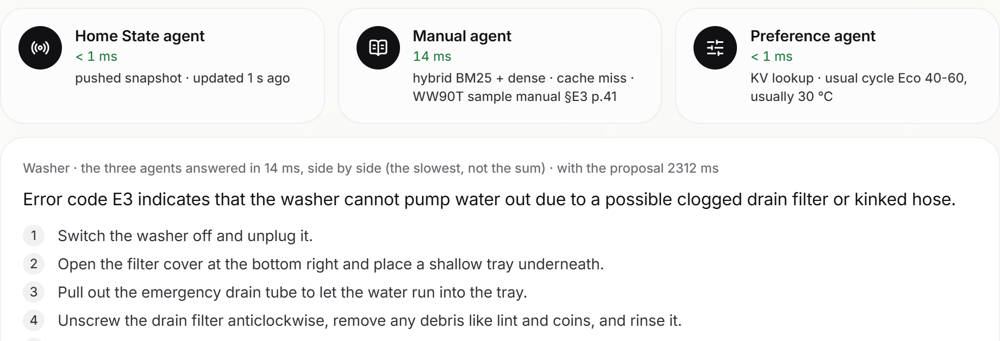 Home State agent
< 1 ms
pushed snapshot · updated 1 s ago
Manual agent
14 ms
hybrid BM25 + dense · cache miss ·
WW90T sample manual §E3 p.41
Preference agent
< 1 ms
KV lookup · usual cycle Eco 40-60,
usually 30 °C
Washer · the three agents answered in 14 ms, side by side (the slowest, not the sum) · with the proposal 2312 ms
Error code E3 indicates that the washer cannot pump water out due to a possible clogged drain filter or kinked hose.
1 Switch the washer off and unplug it.
2 Open the filter cover at the bottom right and place a shallow tray underneath.
3 Pull out the emergency drain tube to let the water run into the tray.
4 Unscrew the drain filter anticlockwise, remove any debris like lint and coins, and rinse it.